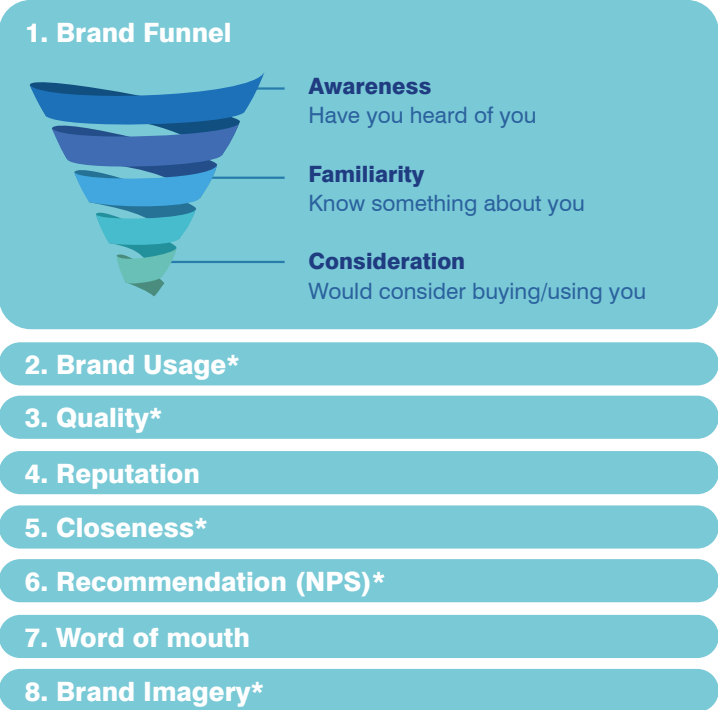 1. Brand Funnel
Awareness
Have you heard of you
Familiarity
Know something about you
Consideration
Would consider buying/using you
2. Brand Usage*
3. Quality*
4. Reputation
5. Closeness*
6. Recommendation (NPS)*
7. Word of mouth
8. Brand Imagery*